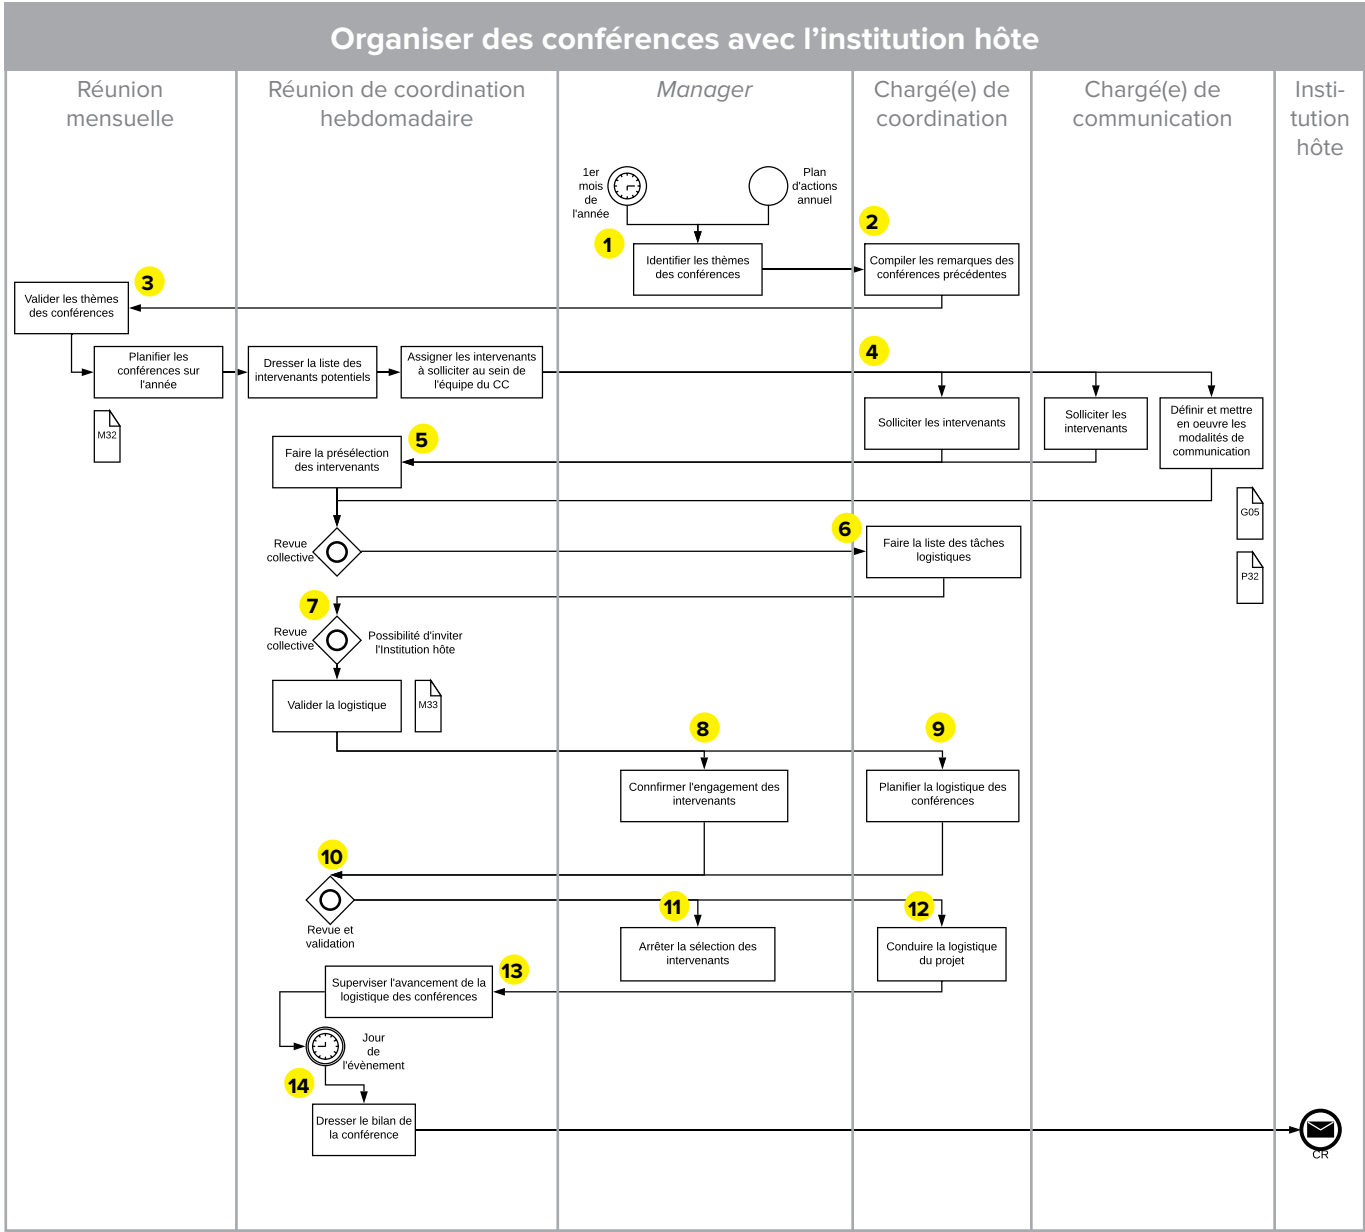 Organiser des conférences avec l'institution hôte
Réunion
mensuelle
Réunion de coordination
hebdomadaire
Manager
Chargé(e) de
coordination
Chargé(e) de
communication
Insti-
tution
hôte
1er
mois
de
l'année
Plan
d'actions
annuel
1
Identifier les thèmes
des conférences
2
Compiler les remarques des
conférences précédentes
3
Valider les thèmes
des conférences
Planifier les
conférences sur
l'année
M32
Dresser la liste des
intervenants potentiels
Assigner les intervenants
à solliciter au sein de
l'équipe du CC
4
Solliciter les intervenants
Solliciter les
intervenants
Définir et mettre
en oeuvre les
modalités de
communication
G05
P32
5
Faire la présélection
des intervenants
Revue
collective
6
Faire la liste des tâches
logistiques
7
Revue
collective
Possibilité d'inviter
l'Institution hôte
Valider la logistique
M33
8
Connfirmer l'engagement des
intervenants
9
Planifier la logistique des
conférences
10
Revue et
validation
11
Arrêter la sélection des
intervenants
12
Conduire la logistique
du projet
13
Superviser l'avancement de la
logistique des conférences
Jour
de
l'évènement
14
Dresser le bilan de
la conférence
CR